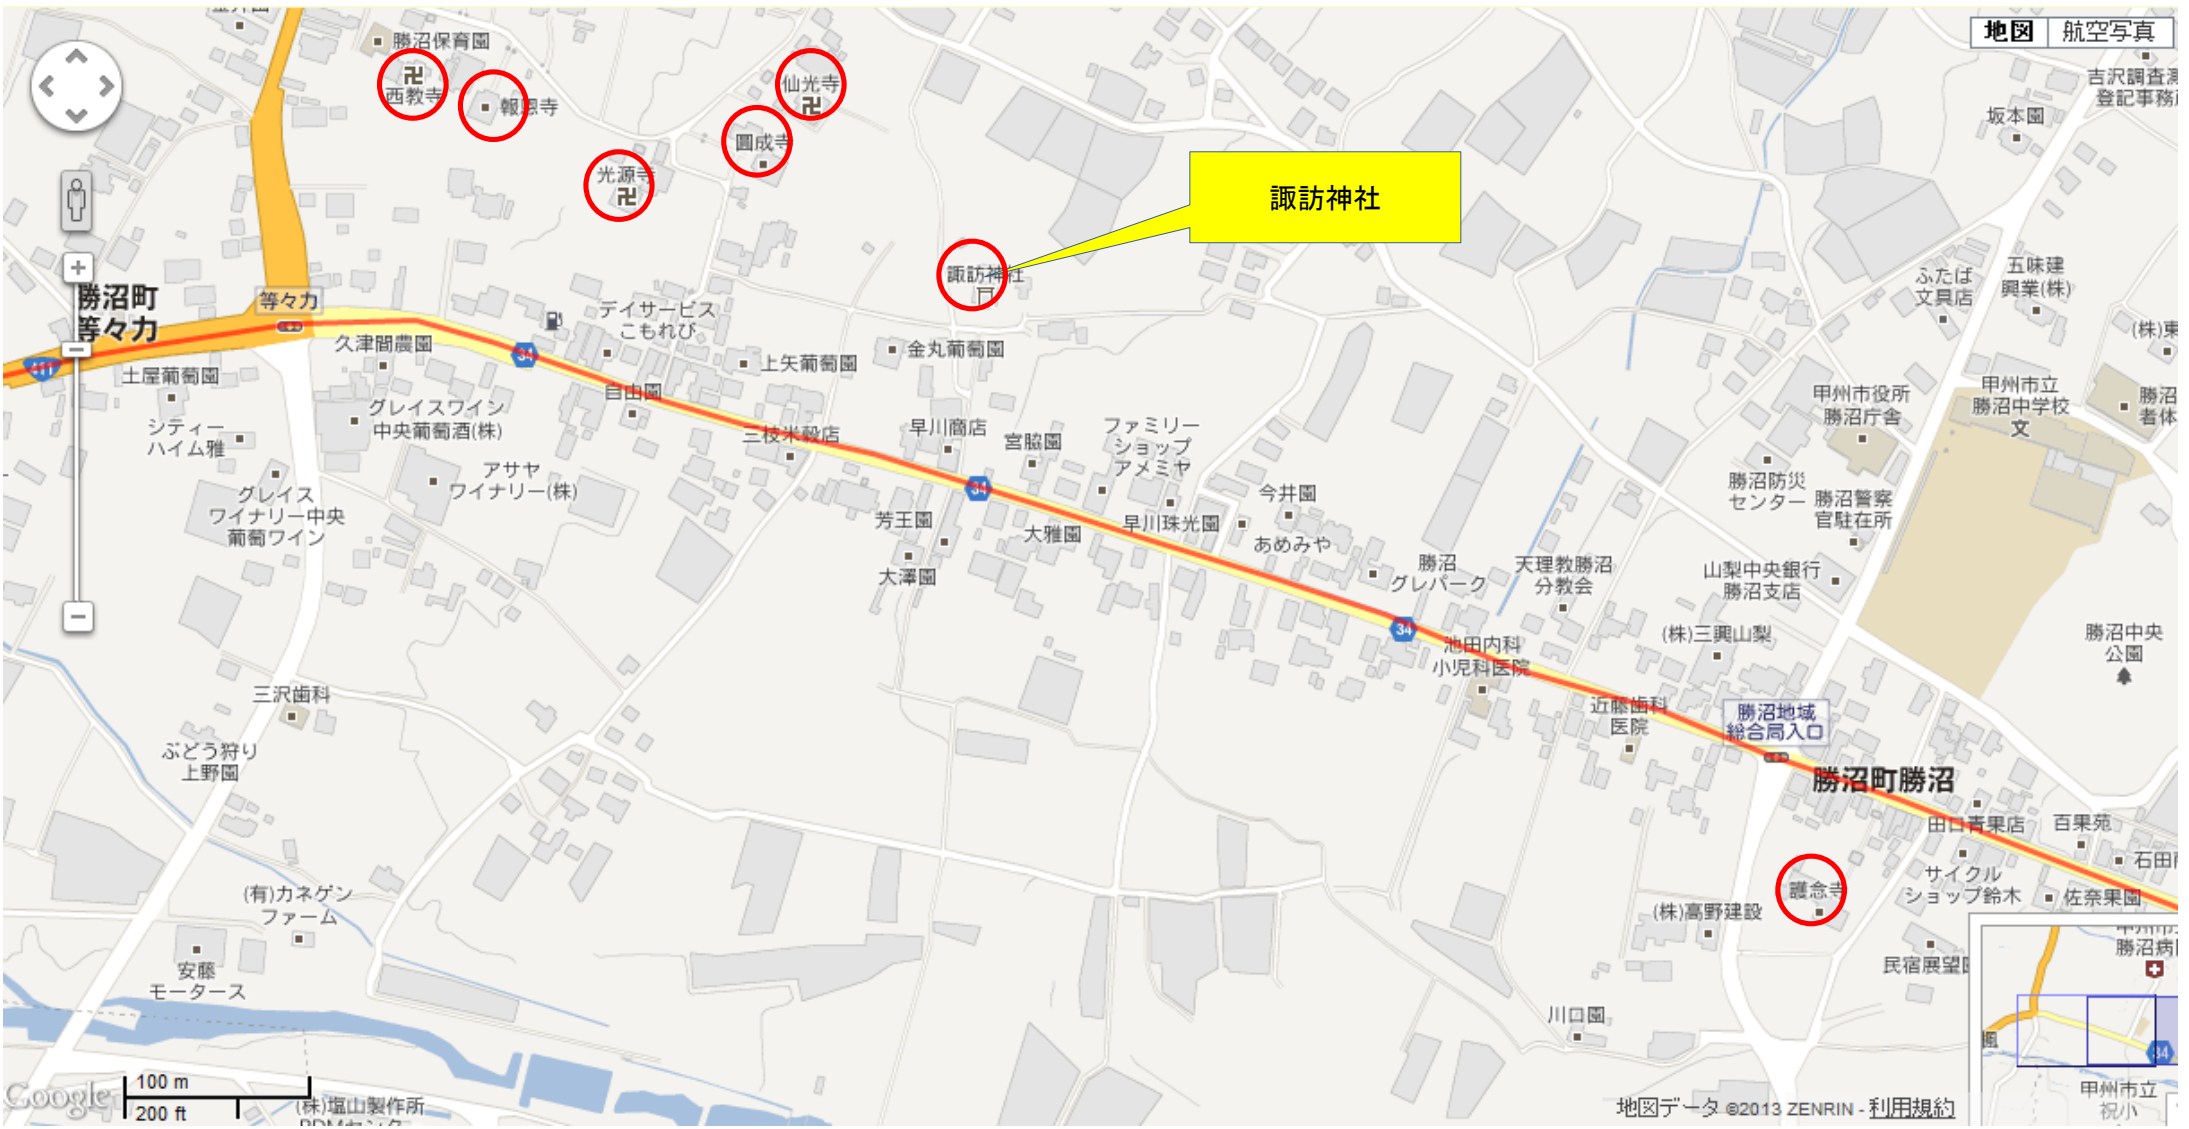 地図
航空写真
勝沼保育園
西教寺
報恩寺
仙光寺
圓成寺
光源寺
諏訪神社
諏訪神社
坂本園
吉沢調査測
登記事務
ふたば
文具店
五味建
興業(株)
(株)東
勝沼町
等々力
等々力
411
34
久津間農園
デイサービス
こもれび
上矢葡萄園
金丸葡萄園
土屋葡萄園
自由園
シティー
ハイム雅
グレイスワイン
中央葡萄酒(株)
三枝米穀店
早川商店
宮脇園
ファミリー
ショップ
アメミヤ
甲州市役所
勝沼庁舎
甲州市立
勝沼中学校
文
勝沼
者体
アサヤ
ワイナリー(株)
グレイス
ワイナリー中央
葡萄ワイン
34
芳王園
大雅園
早川珠光園
今井園
あめみや
大澤園
勝沼防災
センター
勝沼警察
官駐在所
勝沼
グレパーク
天理教勝沼
分教会
山梨中央銀行
勝沼支店
34
池田内科
小児科医院
(株)三興山梨
勝沼中央
公園
三沢歯科
近藤歯科
医院
勝沼地域
総合局入口
ぶどう狩り
上野園
勝沼町勝沼
田口青果店
百果苑
石田
サイクル
ショップ鈴木
佐奈果園
護念寺
(有)カネゲン
ファーム
(株)高野建設
民宿展望
安藤
モータース
川口園
勝沼病
34
甲州市立
祝小
Google
100 m
200 ft
(株)塩山製作所
地図データ ©2013 ZENRIN - 利用規約